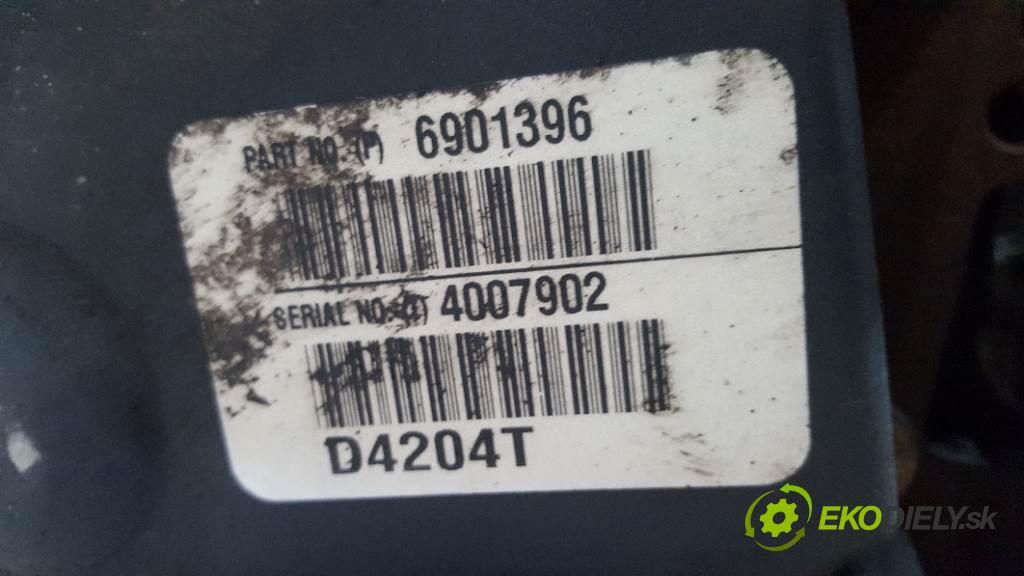 PART NO. (P) 6901396
SERIAL NO. (T) 4007902
D4204T
EKODIELY.sk